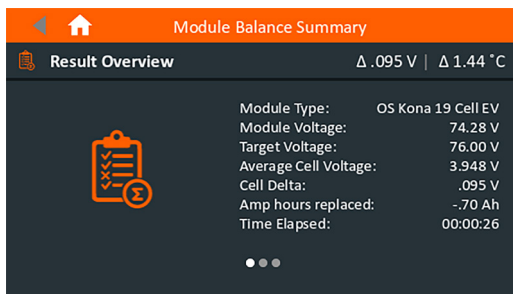 Module Balance Summary
Result Overview Δ .095 V | Δ 1.44 °C
Module Type: OS Kona 19 Cell EV
Module Voltage: 74.28 V
Target Voltage: 76.00 V
Average Cell Voltage: 3.948 V
Cell Delta: .095 V
Amp hours replaced: -.70 Ah
Time Elapsed: 00:00:26